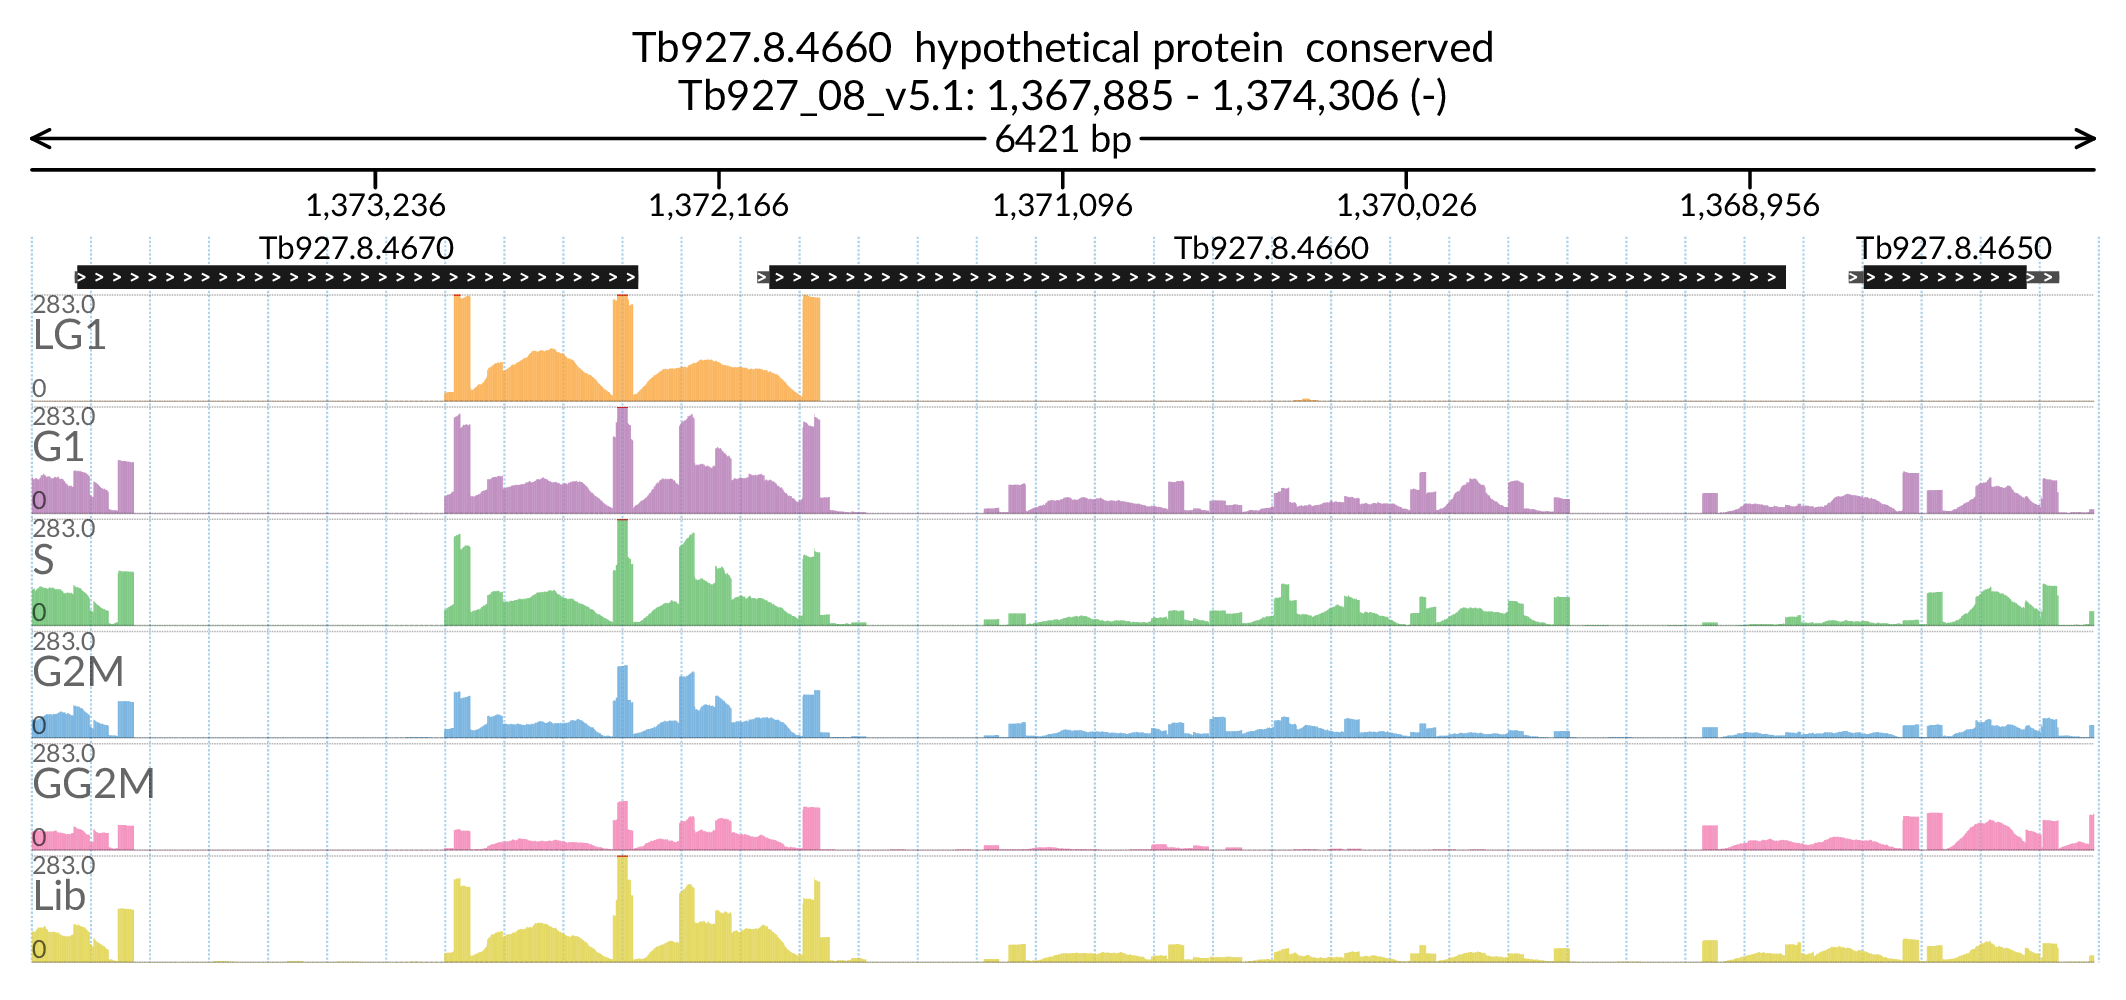 Tb927.8.4660  hypothetical protein  conserved
Tb927_08_v5.1: 1,367,885 - 1,374,306 (-)
6421 bp
1,373,236 1,372,166 1,371,096 1,370,026 1,368,956
Tb927.8.4670 Tb927.8.4660 Tb927.8.4650
283.0
LG1
0
283.0
G1
0
283.0
S
0
283.0
G2M
0
283.0
GG2M
0
283.0
Lib
0